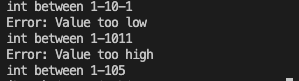 int between 1-10-1
Error: Value too low
int between 1-1011
Error: Value too high
int between 1-105